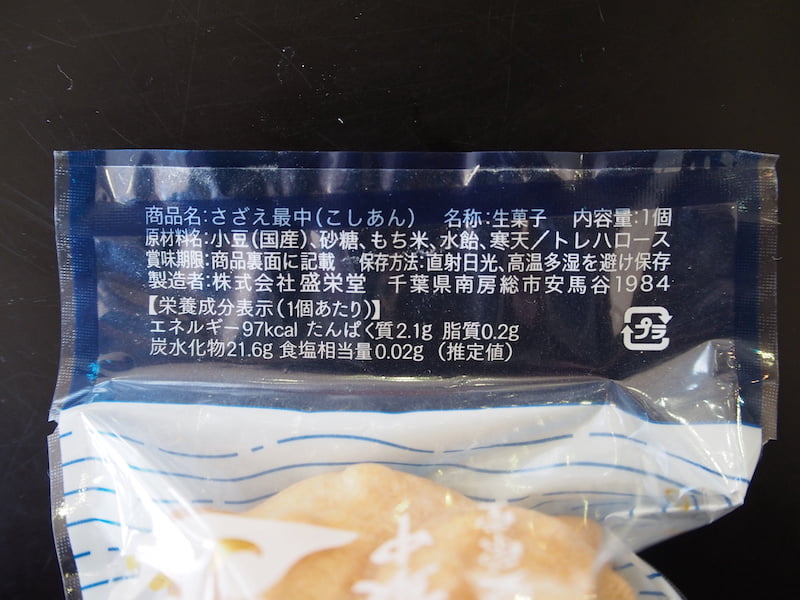 商品名:さざえ最中(こしあん) 名称:生菓子 内容量:1個
原材料名:小豆(国産)、砂糖、もち米、水飴、寒天／トレハロース
賞味期限:商品裏面に記載 保存方法:直射日光、高温多湿を避け保存
製造者:株式会社盛栄堂 千葉県南房総市安馬谷1984
【栄養成分表示(1個あたり)】
エネルギー97kcal たんぱく質2.1g 脂質0.2g
炭水化物21.6g 食塩相当量0.02g (推定値)
プラ